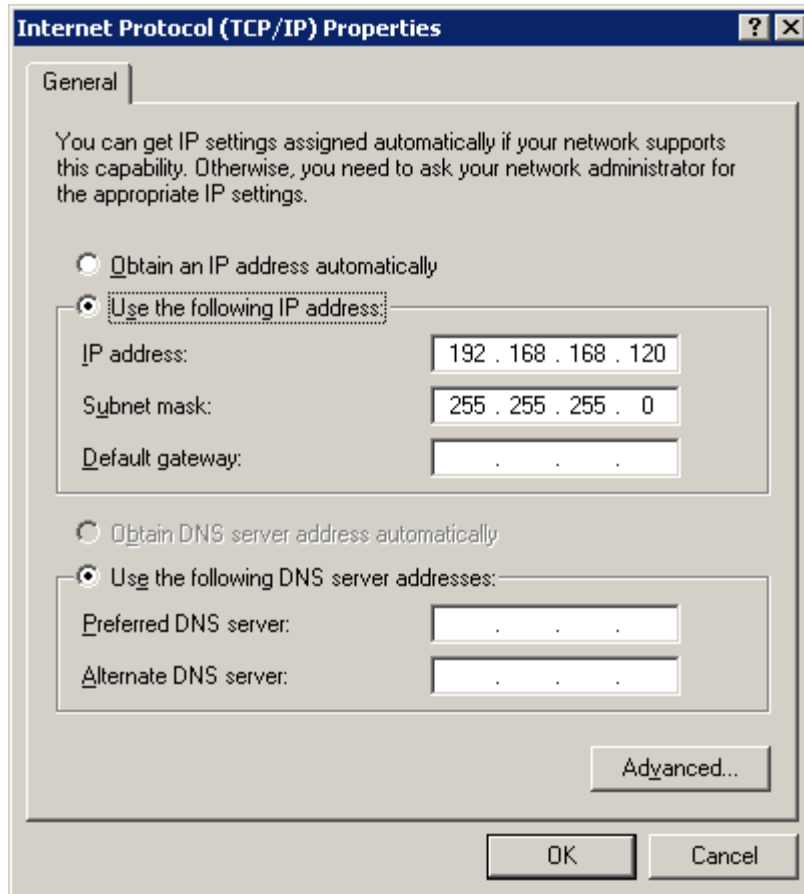 Internet Protocol (TCP/IP) Properties
General
You can get IP settings assigned automatically if your network supports
this capability. Otherwise, you need to ask your network administrator for
the appropriate IP settings.
Obtain an IP address automatically
Use the following IP address:
IP address: 192 . 168 . 168 . 120
Subnet mask: 255 . 255 . 255 . 0
Default gateway: . . .
Obtain DNS server address automatically
Use the following DNS server addresses:
Preferred DNS server: . . .
Alternate DNS server: . . .
Advanced...
OK Cancel